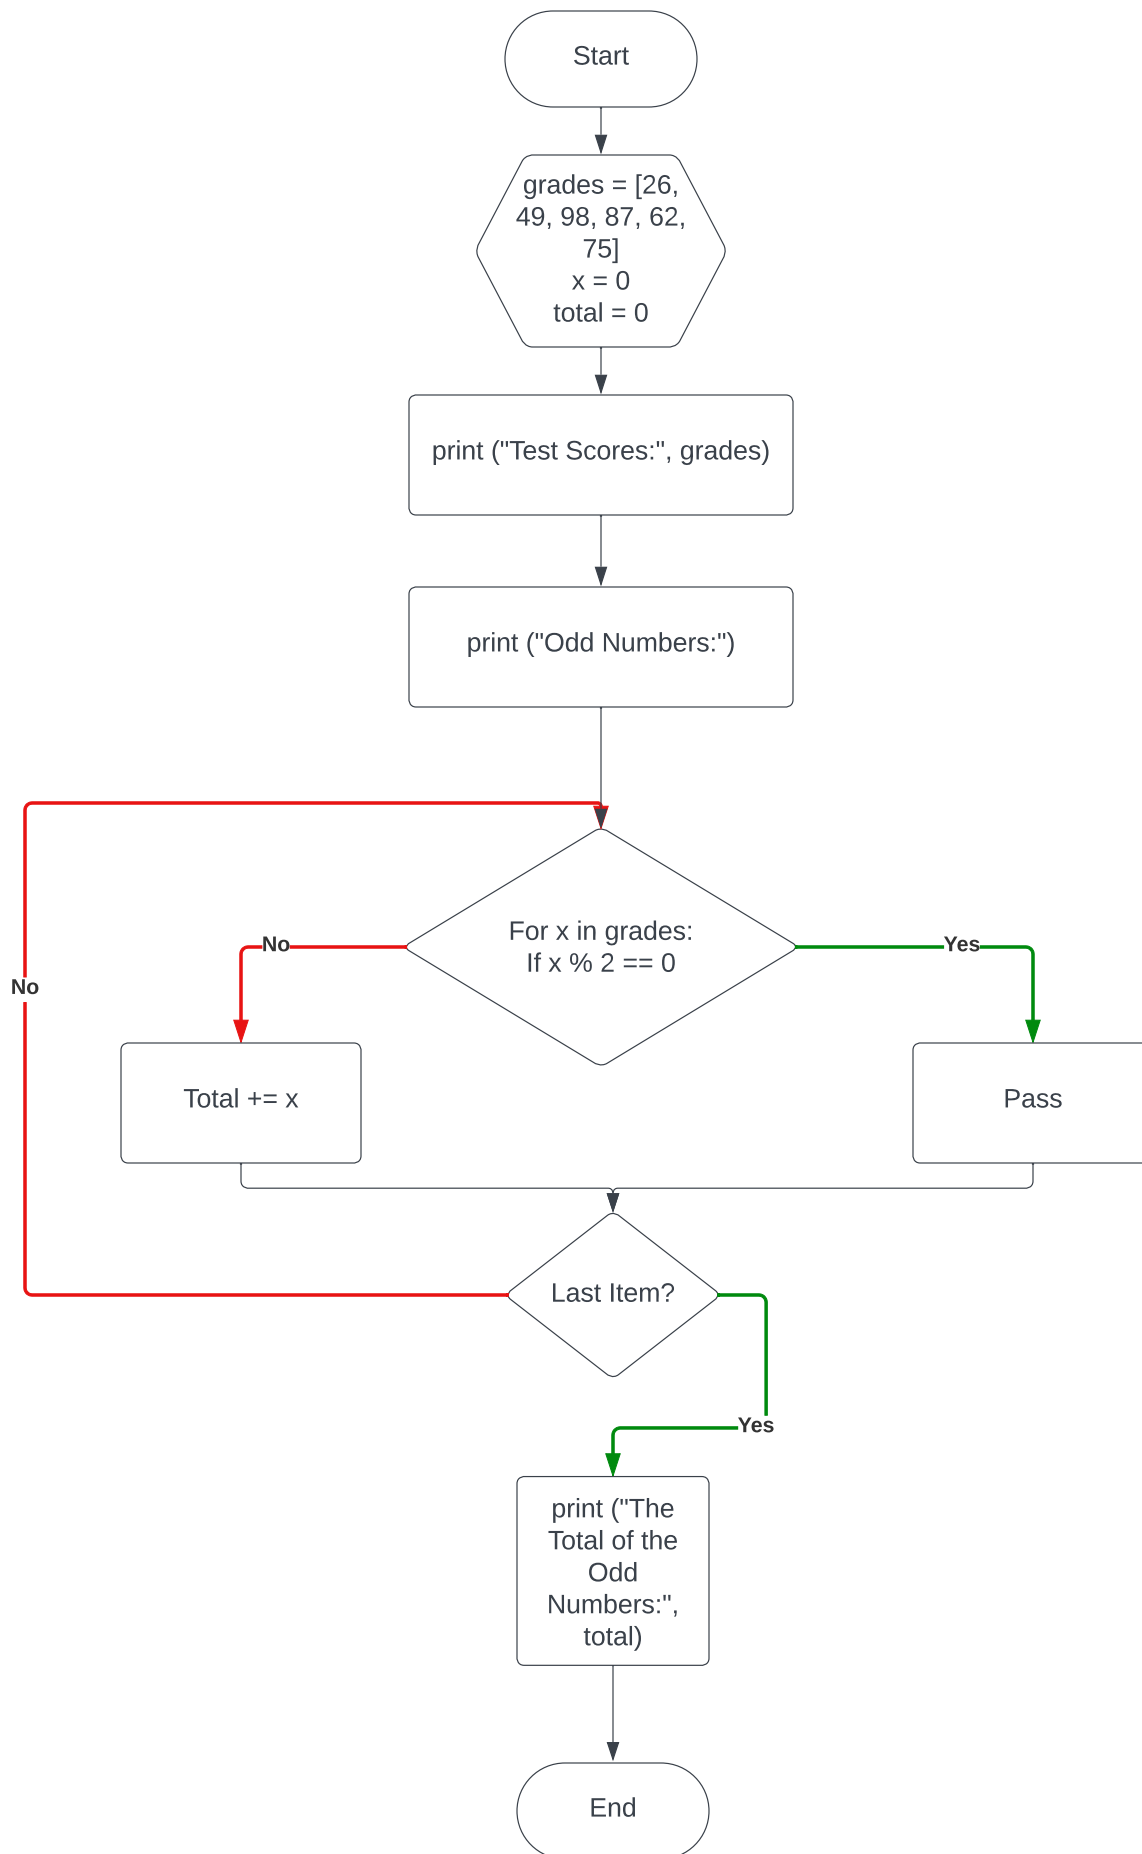 Start
grades = [26,
49, 98, 87, 62,
75]
x = 0
total = 0
print ("Test Scores:", grades)
print ("Odd Numbers:")
For x in grades:
If x % 2 == 0
No
Yes
No
Total += x
Pass
Last Item?
Yes
print ("The
Total of the
Odd
Numbers:",
total)
End